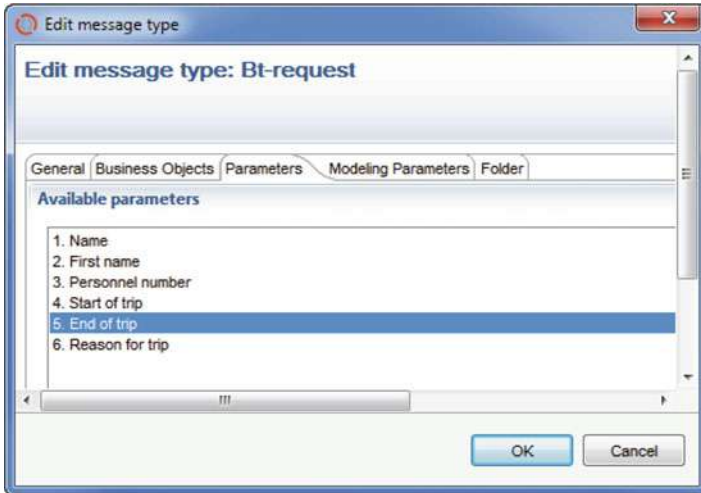 Edit message type
Edit message type: Bt-request
General Business Objects Parameters Modeling Parameters Folder
Available parameters
1. Name
2. First name
3. Personnel number
4. Start of trip
5. End of trip
6. Reason for trip
OK Cancel